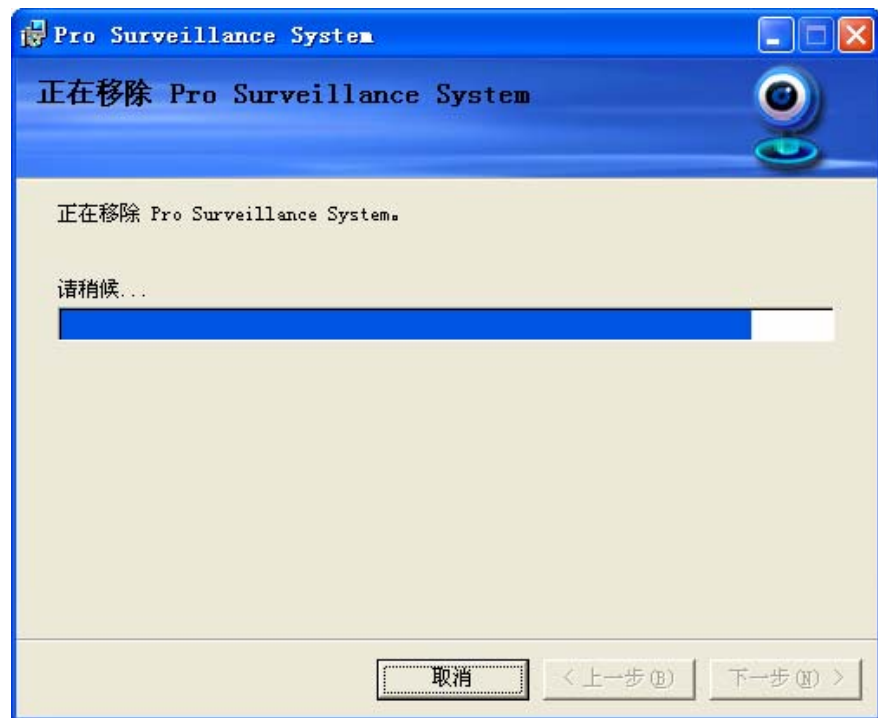 Pro Surveillance System
正在移除 Pro Surveillance System
正在移除 Pro Surveillance System。
请稍候...
取消
< 上一步(B)
下一步(N) >